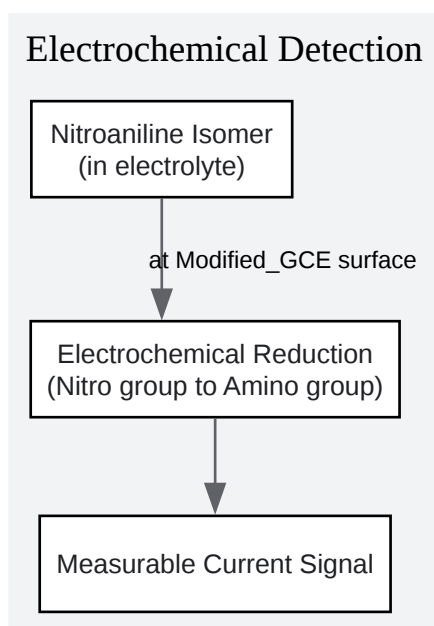 Electrochemical Detection
Nitroaniline Isomer
(in electrolyte)
at Modified_GCE surface
Electrochemical Reduction
(Nitro group to Amino group)
Measurable Current Signal